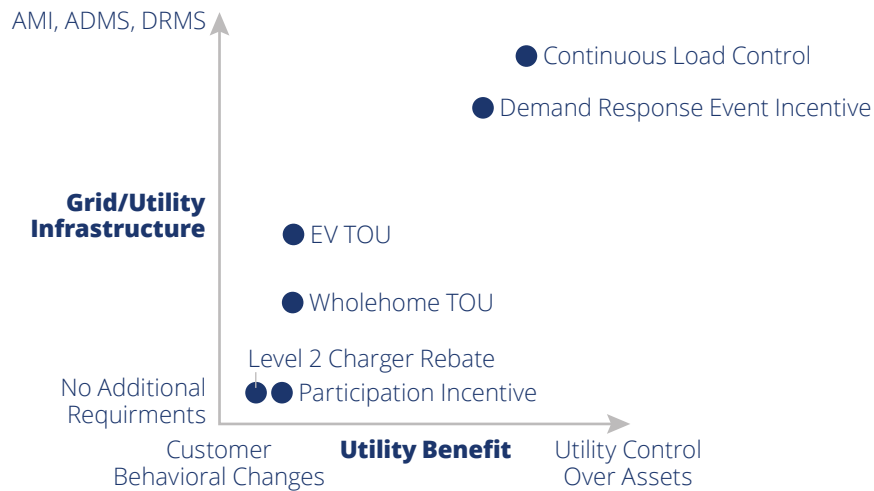 AMI, ADMS, DRMS
Continuous Load Control
Demand Response Event Incentive
Grid/Utility
Infrastructure
EV TOU
Wholehome TOU
Level 2 Charger Rebate
Participation Incentive
No Additional
Requirments
Customer
Behavioral Changes
Utility Benefit
Utility Control
Over Assets